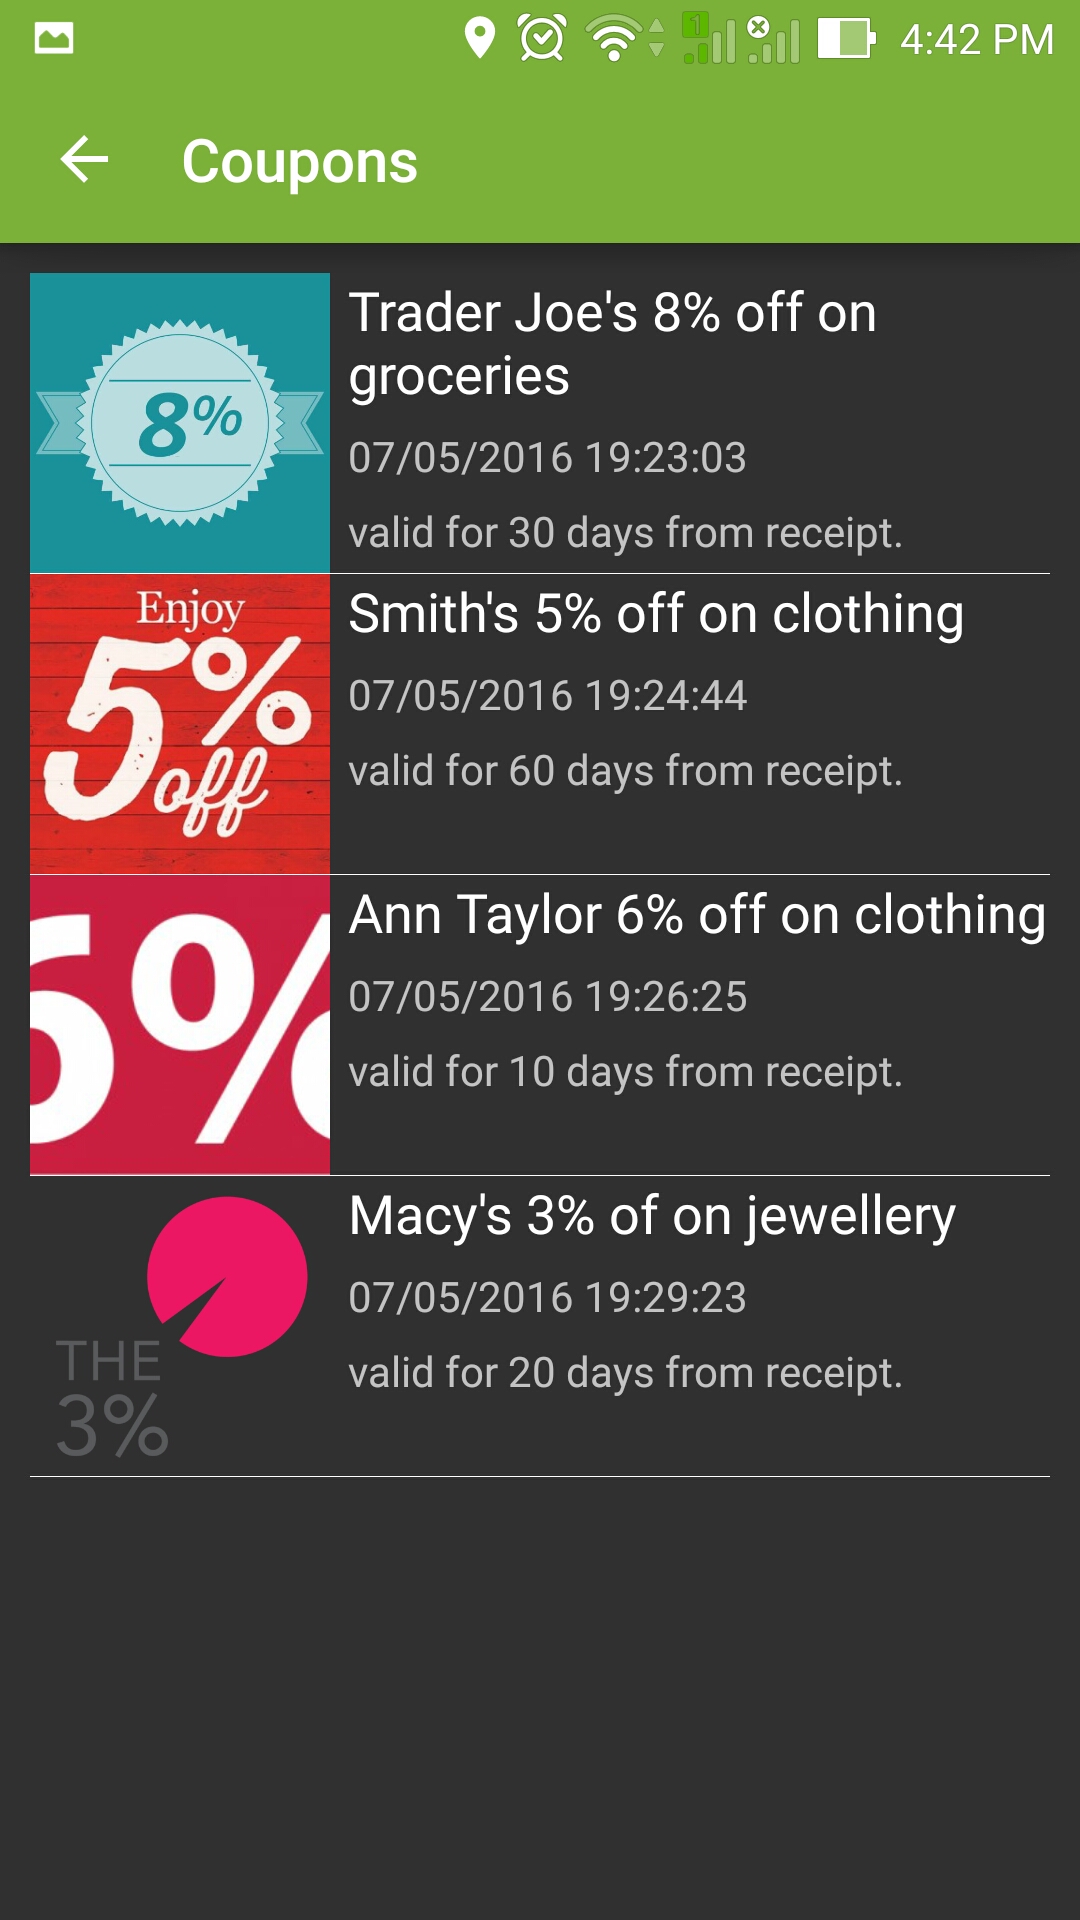 1
4:42 PM
Coupons
8%
Trader Joe's 8% off on
groceries
07/05/2016 19:23:03
valid for 30 days from receipt.
Enjoy
5%
off
Smith's 5% off on clothing
07/05/2016 19:24:44
valid for 60 days from receipt.
6%
Ann Taylor 6% off on clothing
07/05/2016 19:26:25
valid for 10 days from receipt.
THE
3%
Macy's 3% of on jewellery
07/05/2016 19:29:23
valid for 20 days from receipt.